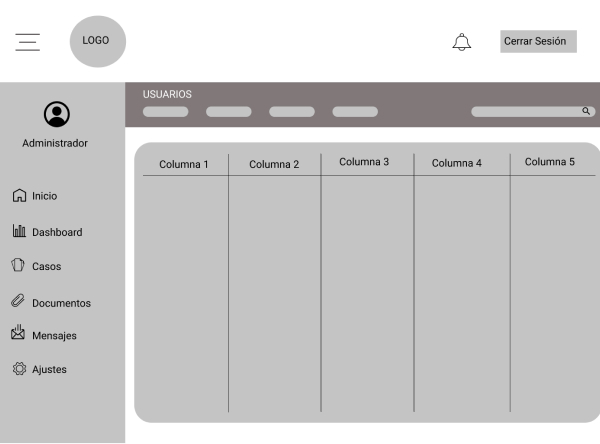 LOGO
Cerrar Sesión
USUARIOS
Administrador
Inicio
Dashboard
Casos
Documentos
Mensajes
Ajustes
Columna 1
Columna 2
Columna 3
Columna 4
Columna 5